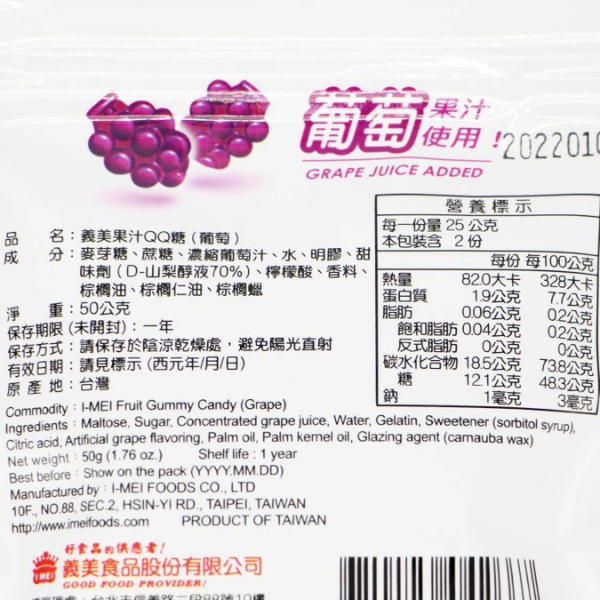 葡萄果汁使用！
GRAPE JUICE ADDED
品　名：義美果汁QQ糖（葡萄）
成　分：麥芽糖、蔗糖、濃縮葡萄汁、水、明膠、甜
味劑（D-山梨醇液70%）、檸檬酸、香料、
棕櫚油、棕櫚仁油、棕櫚蠟
淨　重：50公克
保存期限(未開封)：一年
保存方式：請保存於陰涼乾燥處，避免陽光直射
有效日期：請見標示 (西元年/月/日)
原 產 地：台灣
營養標示
每一份量 25 公克
本包裝含 2 份
每份 每100公克
熱量 82.0大卡 328大卡
蛋白質 1.9公克 7.7公克
脂肪 0.06公克 0.2公克
飽和脂肪 0.04公克 0.2公克
反式脂肪 0公克 0公克
碳水化合物 18.5公克 73.8公克
糖 12.1公克 48.3公克
鈉 1毫克 3毫克
Commodity : I-MEI Fruit Gummy Candy (Grape)
Ingredients : Maltose, Sugar, Concentrated grape juice, Water, Gelatin, Sweetener (sorbitol syrup),
Citric acid, Artificial grape flavoring, Palm oil, Palm kernel oil, Glazing agent (carnauba wax)
Net weight : 50g (1.76 oz.) Shelf life : 1 year
Best before : Show on the pack (YYYY.MM.DD)
Manufactured by : I-MEI FOODS CO., LTD
10F., NO.88, SEC.2, HSIN-YI RD., TAIPEI, TAIWAN
http://www.imeifoods.com PRODUCT OF TAIWAN
好食品的供應者!
I-MEI 義美食品股份有限公司
GOOD FOOD PROVIDER!
台北市信義路二段88號10樓